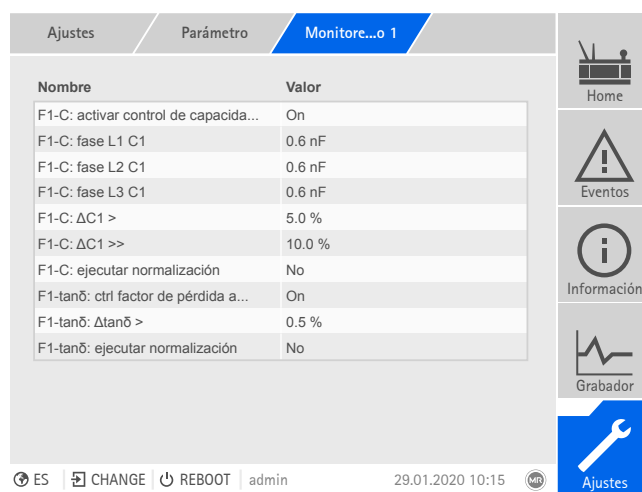 Ajustes Parámetro Monitore...o 1
Nombre Valor
F1-C: activar control de capacida... On
F1-C: fase L1 C1 0.6 nF
F1-C: fase L2 C1 0.6 nF
F1-C: fase L3 C1 0.6 nF
F1-C: ΔC1 > 5.0 %
F1-C: ΔC1 >> 10.0 %
F1-C: ejecutar normalización No
F1-tanδ: ctrl factor de pérdida a... On
F1-tanδ: Δtanδ > 0.5 %
F1-tanδ: ejecutar normalización No
Home
Eventos
Información
Grabador
Ajustes
ES CHANGE REBOOT admin 29.01.2020 10:15 MR